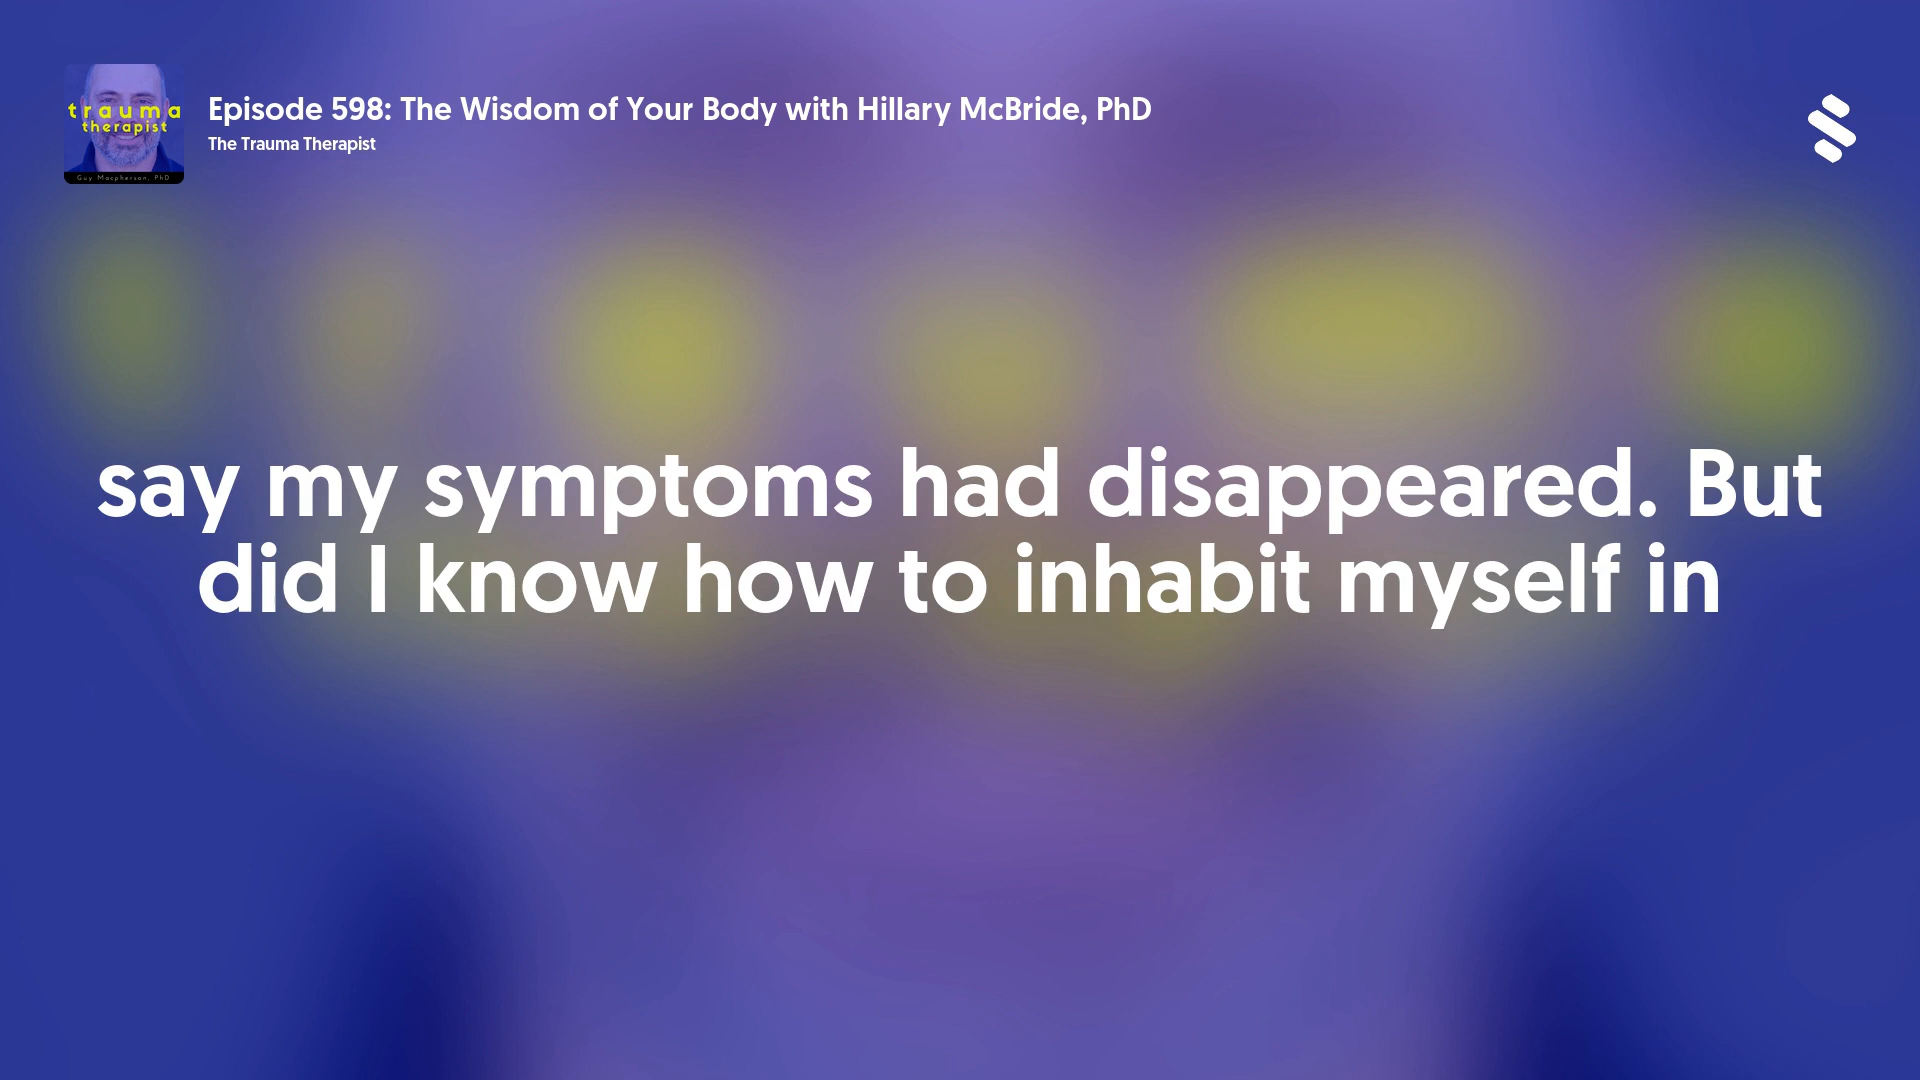 trauma
therapist
Guy Macpherson, PhD
Episode 598: The Wisdom of Your Body with Hillary McBride, PhD
The Trauma Therapist
say my symptoms had disappeared. But
did I know how to inhabit myself in